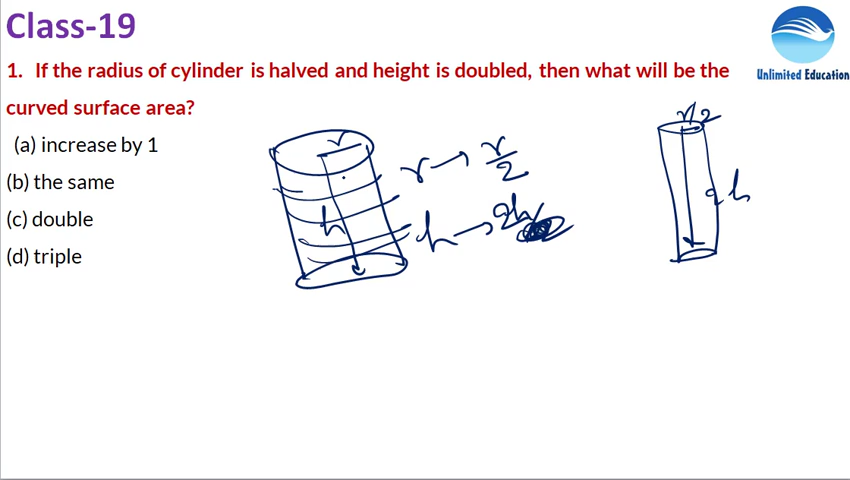 Class-19
Unlimited Education
1. If the radius of cylinder is halved and height is doubled, then what will be the
curved surface area?
(a) increase by 1
(b) the same
(c) double
(d) triple
r
h
r → r/2
h → 2h
r/2
2h